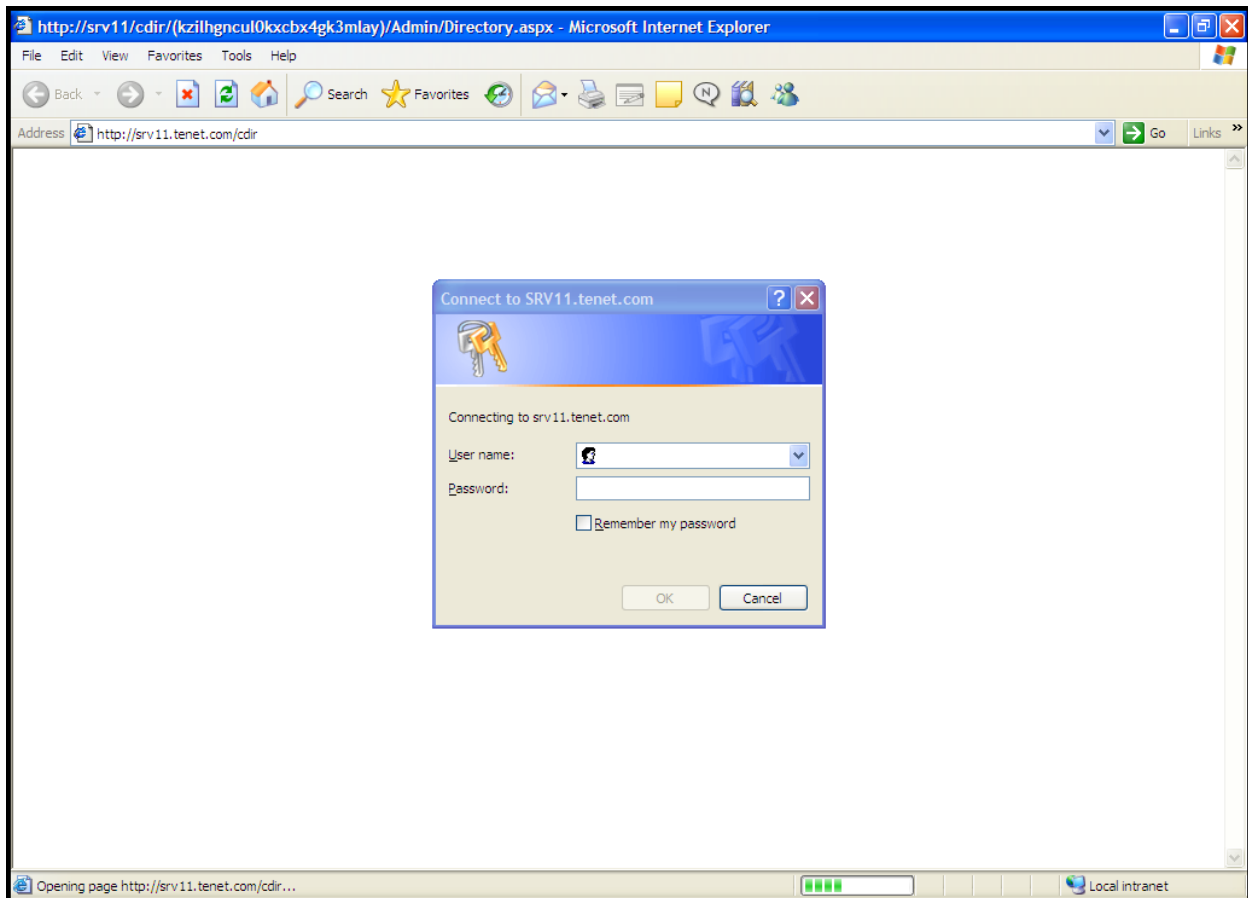 http://srv11/cdir/(kzilhgncul0kxcbx4gk3mlay)/Admin/Directory.aspx - Microsoft Internet Explorer
File Edit View Favorites Tools Help
Back Search Favorites
Address http://srv11.tenet.com/cdir Go Links »
Connect to SRV11.tenet.com
Connecting to srv11.tenet.com
User name:
Password:
Remember my password
OK Cancel
Opening page http://srv11.tenet.com/cdir... Local intranet